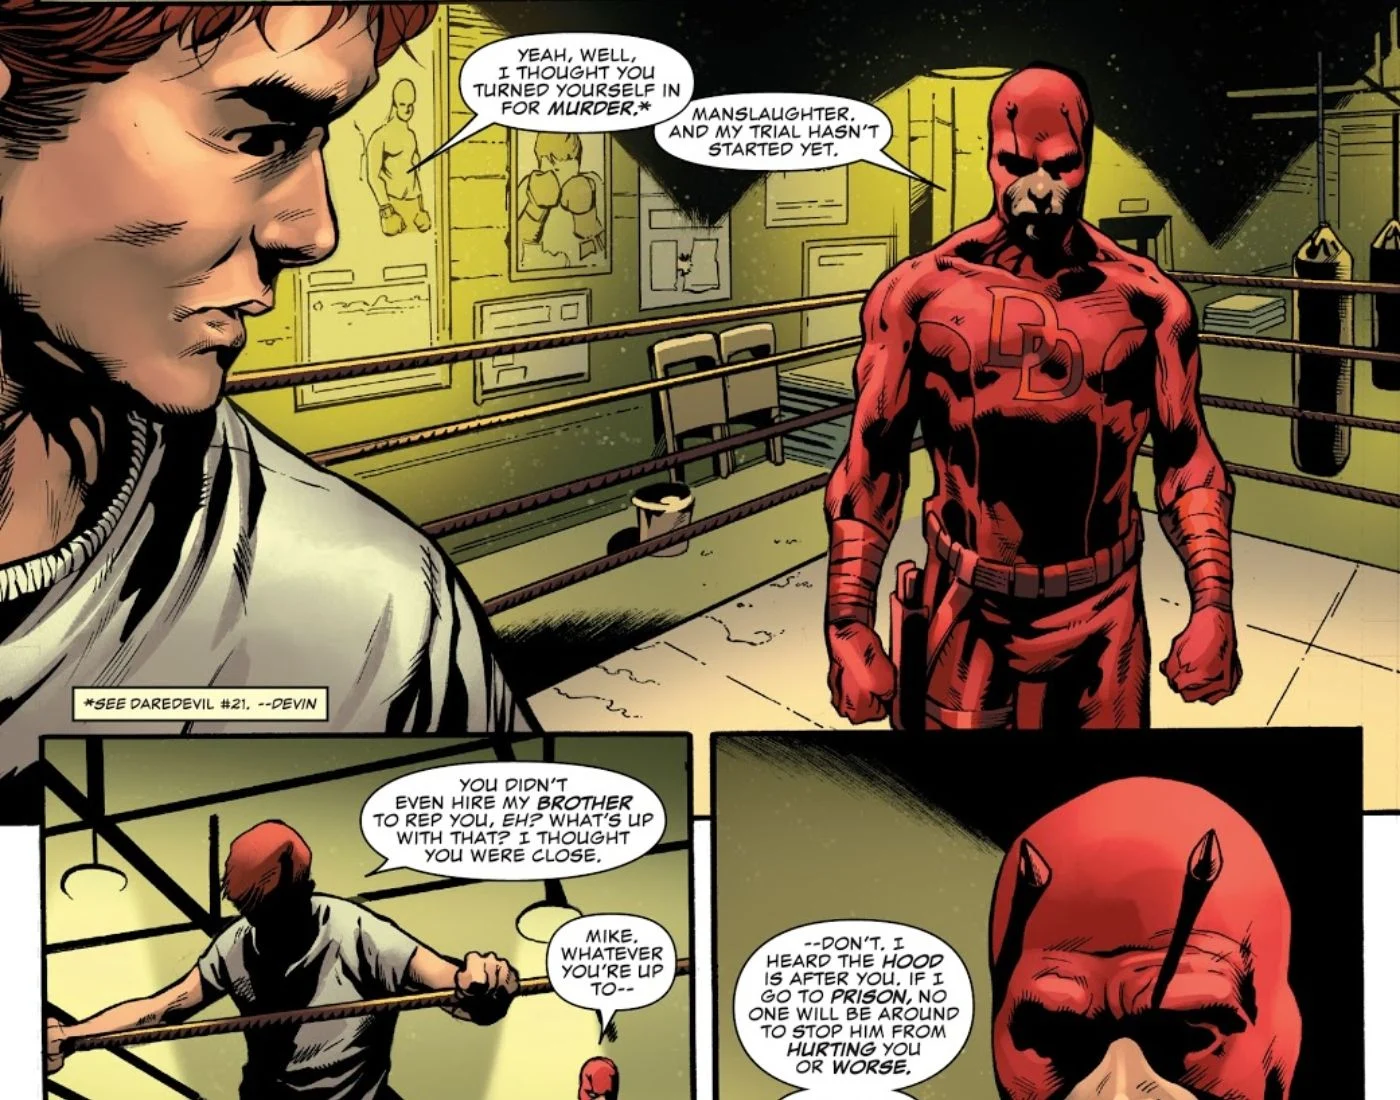 YEAH, WELL,
I THOUGHT YOU
TURNED YOURSELF IN
FOR MURDER.*
MANSLAUGHTER.
AND MY TRIAL HASN'T
STARTED YET.
DD
*SEE DAREDEVIL #21. --DEVIN
YOU DIDN'T
EVEN HIRE MY BROTHER
TO REP YOU, EH? WHAT'S UP
WITH THAT? I THOUGHT
YOU WERE CLOSE.
MIKE.
WHATEVER
YOU'RE UP
TO--
--DON'T. I
HEARD THE HOOD
IS AFTER YOU. IF I
GO TO PRISON, NO
ONE WILL BE AROUND
TO STOP HIM FROM
HURTING YOU
OR WORSE.